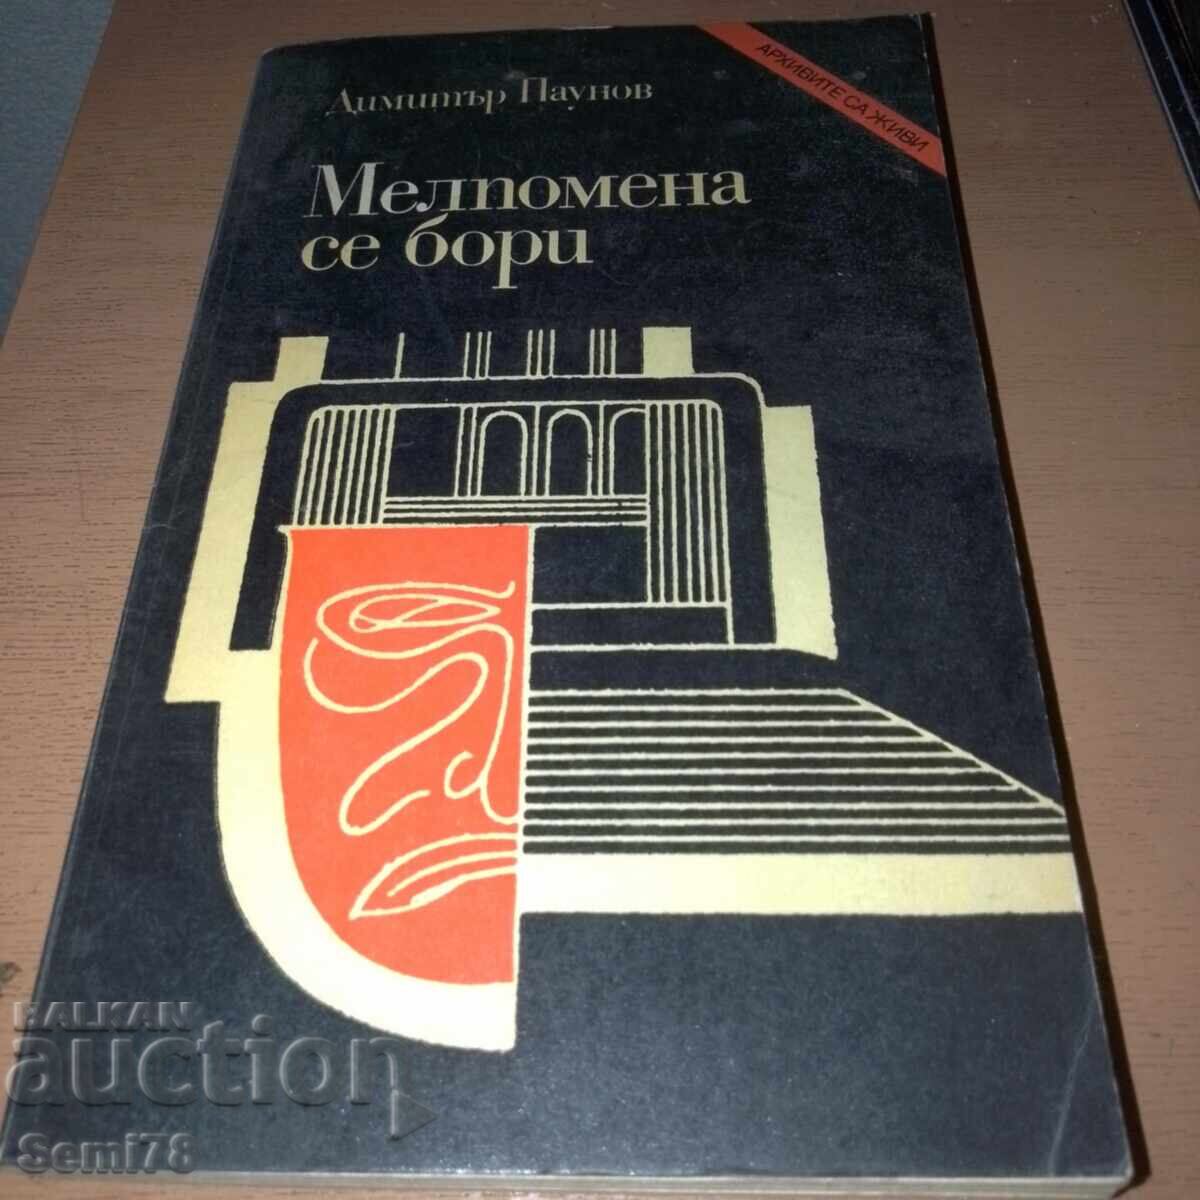 АРХИВИТЕ СА ЖИВИ
Димитър Паунов
Мелпомена
се бори
BALKAN
auction
Semi78